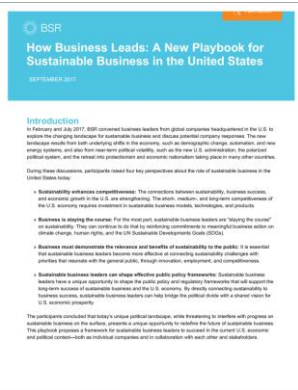 BSR
How Business Leads: A New Playbook for
Sustainable Business in the United States
SEPTEMBER 2017
Introduction
In February and July 2017, BSR convened business leaders from global companies headquartered in the U.S. to
explore the changing landscape for sustainable business and discuss potential company responses. The new
landscape results from both underlying shifts in the economy, such as demographic change, automation, and new
energy systems, and also from near-term political volatility, such as the new U.S. administration, the polarized
political system, and the retreat into protectionism and economic nationalism taking place in many other countries.
During these discussions, participants raised four key perspectives about the role of sustainable business in the
United States today:
Sustainability enhances competitiveness: The connections between sustainability, business success,
and economic growth in the U.S. are strengthening. The short-, medium-, and long-term competitiveness of
the U.S. economy requires investment in sustainable business models, technologies, and products.
Business is staying the course: For the most part, sustainable business leaders are "staying the course"
on sustainability. They can continue to do that by reinforcing commitments to meaningful business action on
climate change, human rights, and the UN Sustainable Developments Goals (SDGs).
Business must demonstrate the relevance and benefits of sustainability to the public: It is essential
that sustainable business leaders become more effective at connecting sustainability challenges with
priorities that resonate with the general public, through innovation, employment, and competitiveness.
Sustainable business leaders can shape effective public policy frameworks: Sustainable business
leaders have a unique opportunity to shape the public policy and regulatory frameworks that will support the
long-term success of sustainable business and the U.S. economy. By directly connecting sustainability to
business success, sustainable business leaders can help bridge the political divide with a shared vision for
U.S. economic prosperity.
The participants concluded that today's unique political landscape, while threatening to interfere with progress on
sustainable business on the surface, presents a unique opportunity to redefine the future of sustainable business.
This playbook proposes a framework for sustainable business leaders to succeed in the current U.S. economic
and political context—both as individual companies and in collaboration with each other and stakeholders.